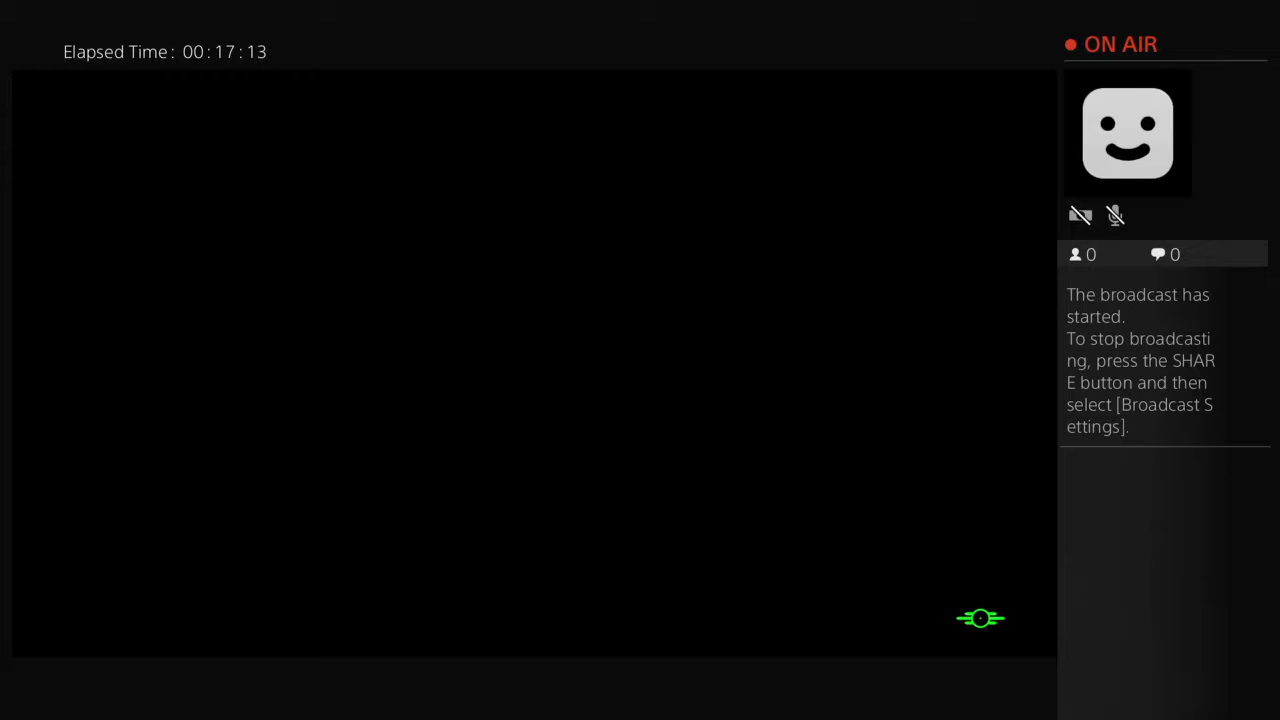 Elapsed Time: 00:17:13
ON AIR
0
0
The broadcast has
started.
To stop broadcasti
ng, press the SHAR
E button and then
select [Broadcast S
ettings].